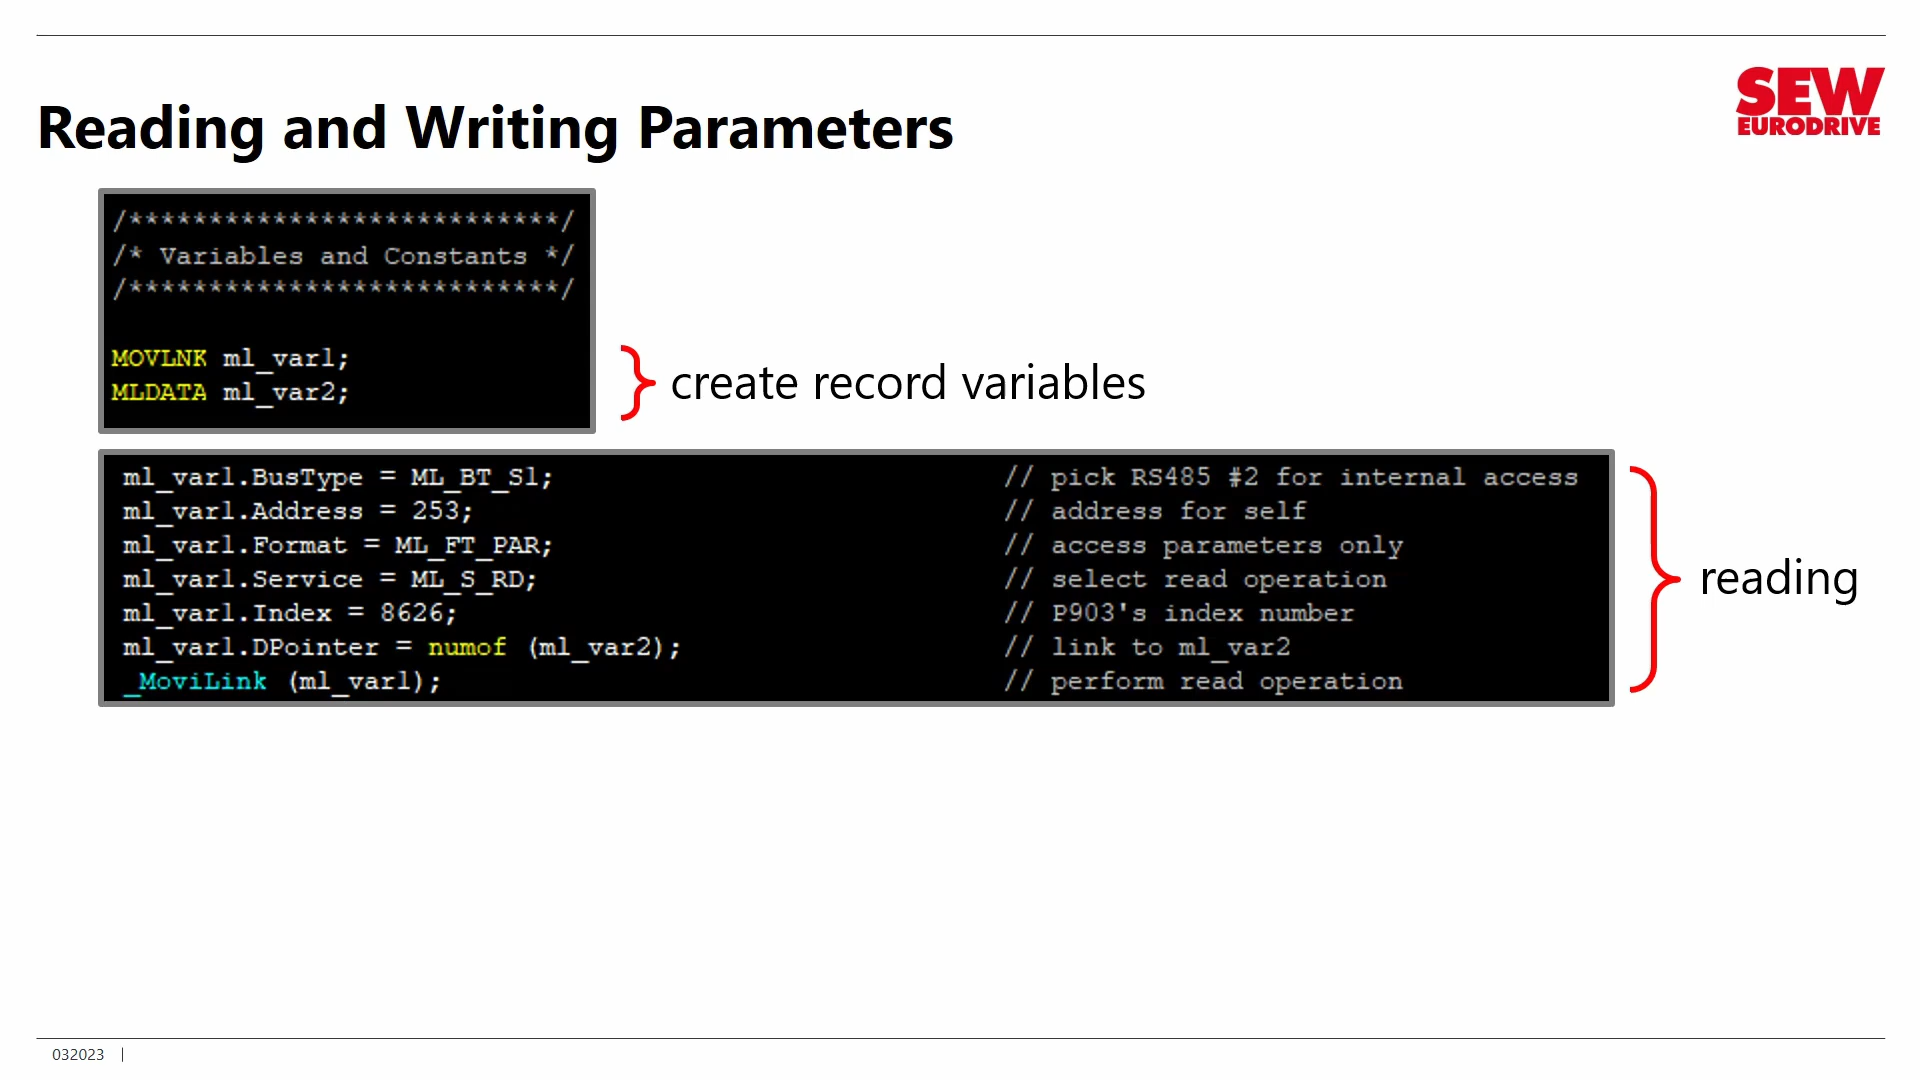 SEW
EURODRIVE
Reading and Writing Parameters
/***************************/
/* Variables and Constants */
/***************************/
MOVLNK ml_var1;
MLDATA ml_var2;
create record variables
ml_var1.BusType = ML_BT_S1; // pick RS485 #2 for internal access
ml_var1.Address = 253; // address for self
ml_var1.Format = ML_FT_PAR; // access parameters only
ml_var1.Service = ML_S_RD; // select read operation
ml_var1.Index = 8626; // P903's index number
ml_var1.DPointer = numof (ml_var2); // link to ml_var2
_MoviLink (ml_var1); // perform read operation
reading
032023 |